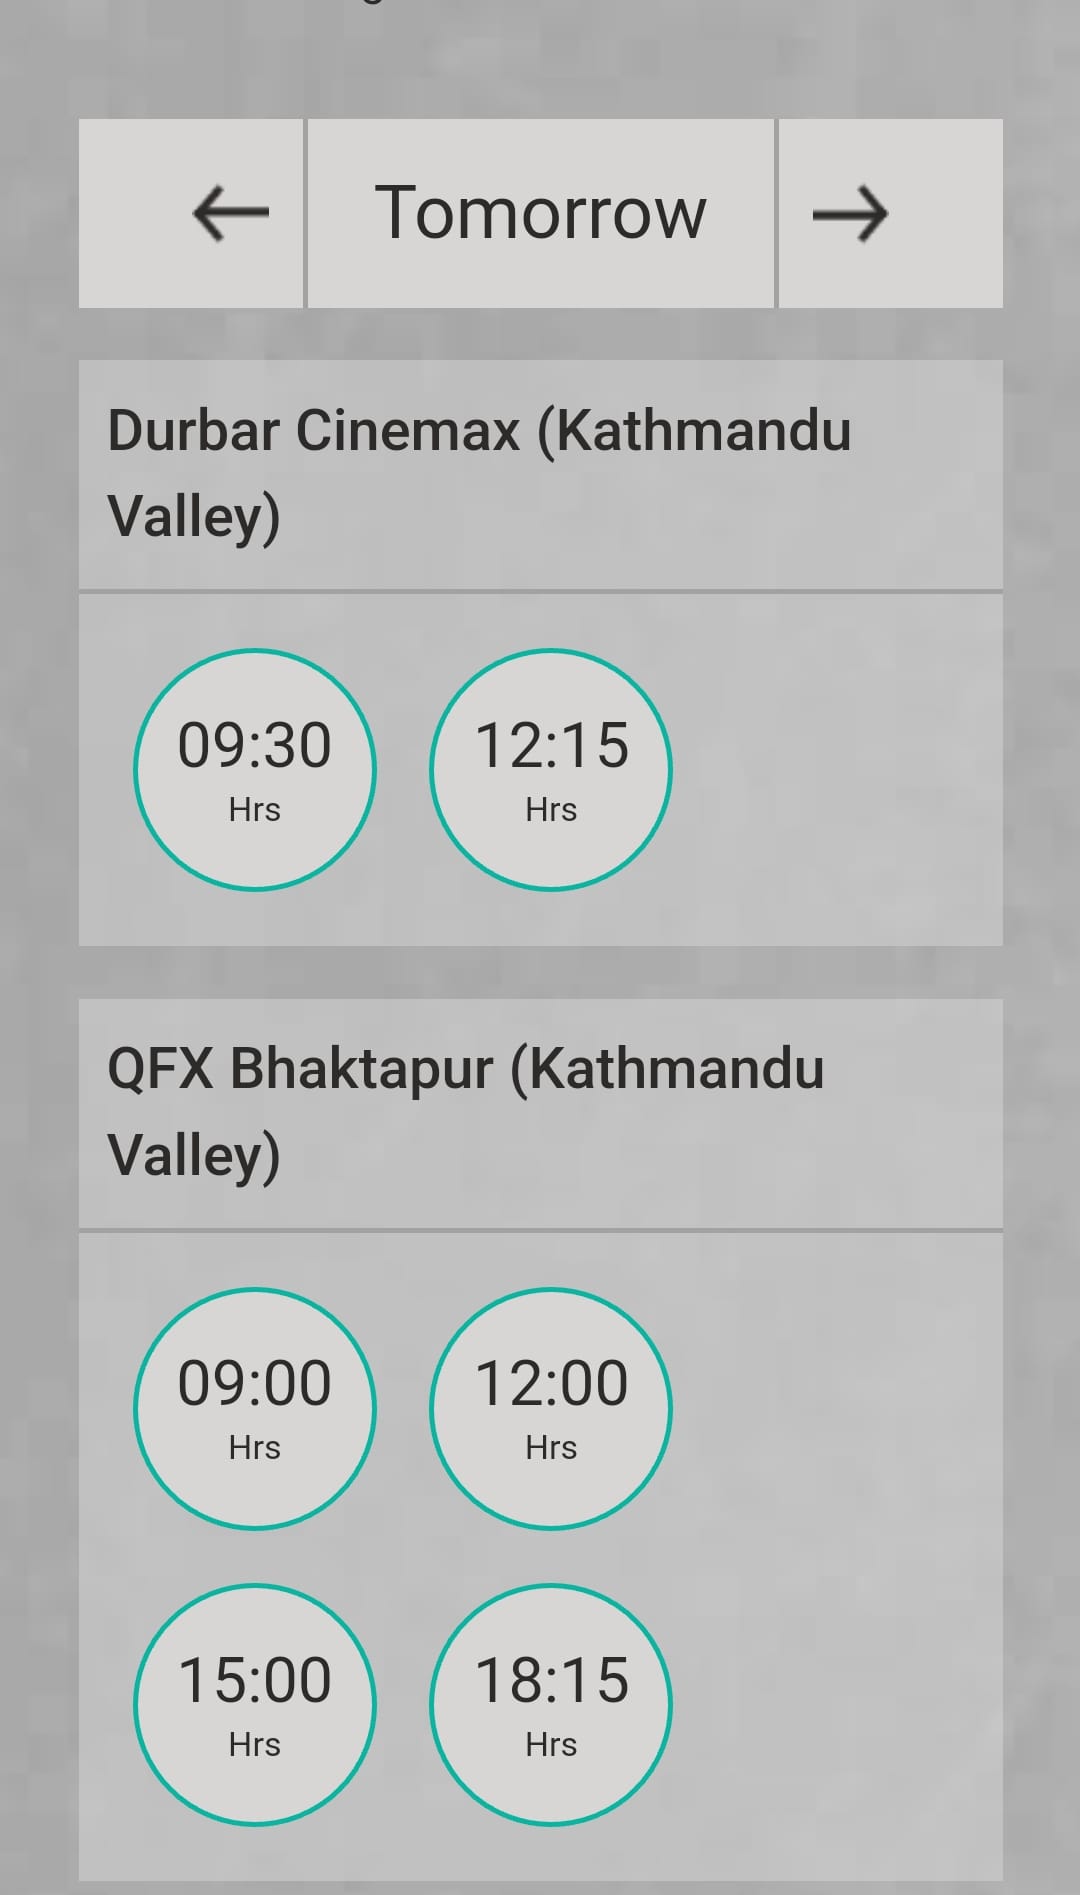 Tomorrow
Durbar Cinemax (Kathmandu
Valley)
09:30 12:15
Hrs Hrs
QFX Bhaktapur (Kathmandu
Valley)
09:00 12:00
Hrs Hrs
15:00 18:15
Hrs Hrs